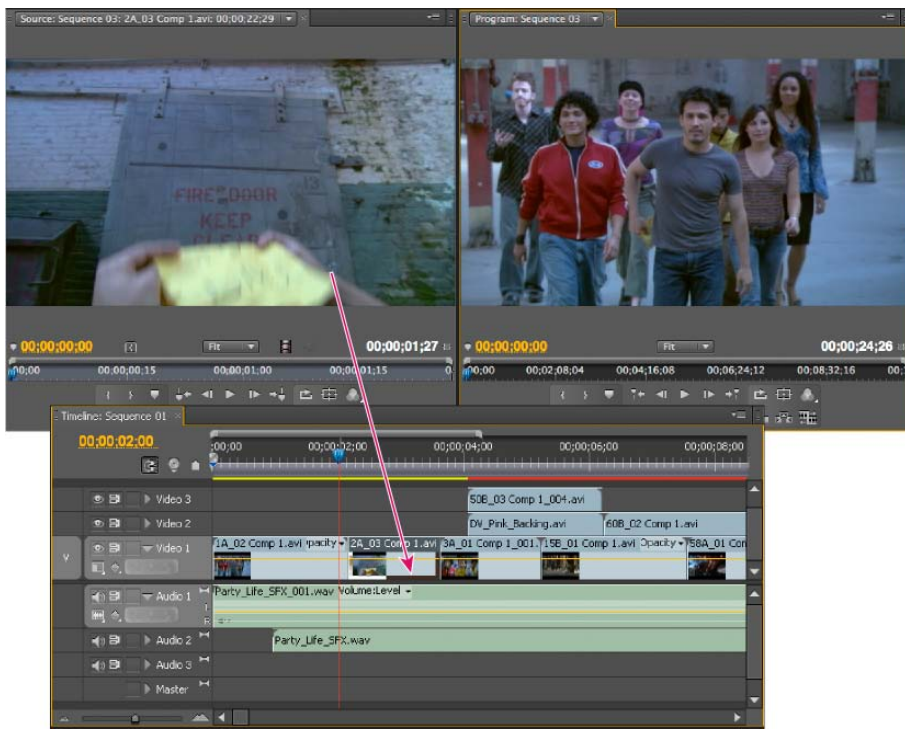 Source: Sequence 03: 2A_03 Comp 1.avi: 00;00;22;29
Program: Sequence 03
FIRE DOOR
13
KEEP
CLEAR
00;00;00;00
Fit
00;00;01;27
00;00;00;00
Fit
00;00;24;26
00;00
00;00;00;15
00;00;01;00
00;00;01;15
00;00
00;02;08;04
00;04;16;08
00;06;24;12
00;08;32;16
Timeline: Sequence 01
00;00;02;00
;00;00
00;00;02;00
00;00;04;00
00;00;06;00
00;00;08;00
Video 3
50B_03 Comp 1_004.avi
Video 2
DV_Pink_Backing.avi
60B_02 Comp 1.avi
V
Video 1
1A_02 Comp 1.avi
opacity
2A_03 Comp 1.avi
3A_01 Comp 1_001.
15B_01 Comp 1.avi
Opacity
58A_01 Con
Audio 1
Party_Life_SFX_001.wav
Volume:Level
L
R
Audio 2
Party_Life_SFX.wav
Audio 3
Master